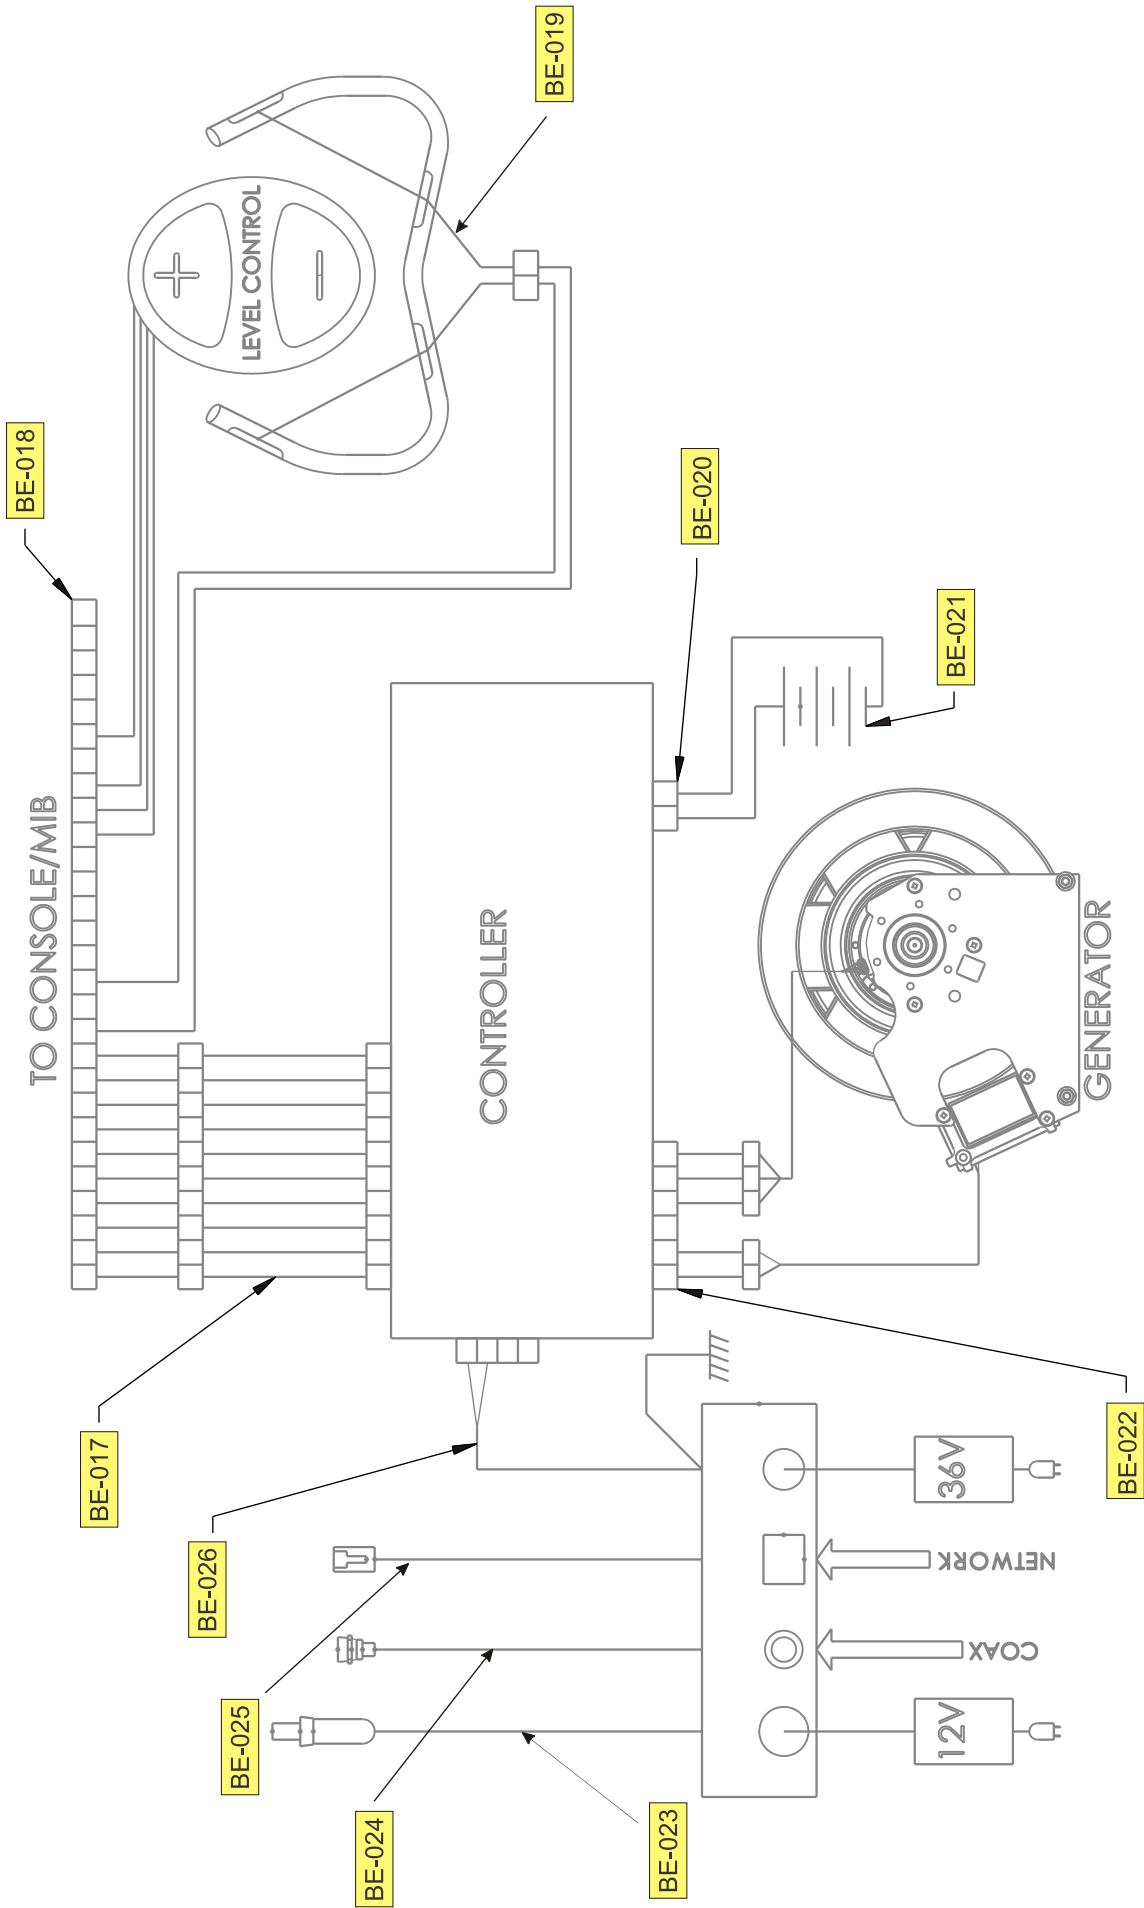 BE-017
BE-018
BE-019
BE-020
BE-021
BE-022
BE-023
BE-024
BE-025
BE-026
TO CONSOLE/MIB
LEVEL CONTROL
CONTROLLER
GENERATOR
36V
NETWORK
COAX
12V